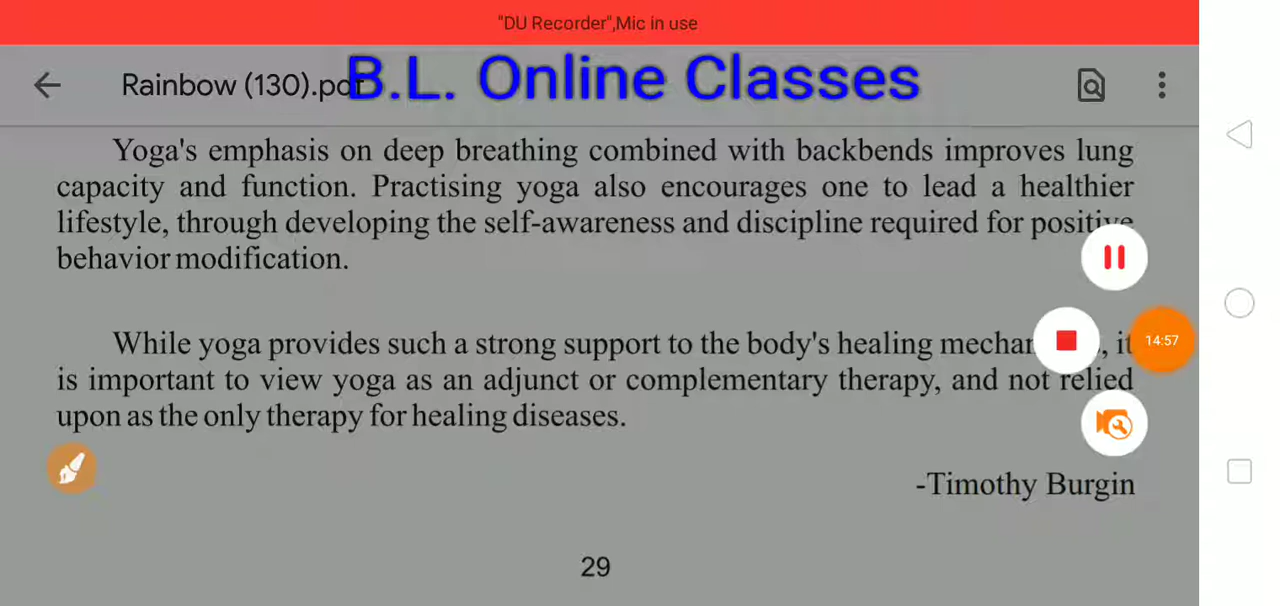 "DU Recorder",Mic in use
B.L. Online Classes
Rainbow (130).pdf
Yoga's emphasis on deep breathing combined with backbends improves lung
capacity and function. Practising yoga also encourages one to lead a healthier
lifestyle, through developing the self-awareness and discipline required for positive
behavior modification.
While yoga provides such a strong support to the body's healing , it
is important to view yoga as an adjunct or complementary therapy, and not relied
upon as the only therapy for healing diseases.
-Timothy Burgin
29
14:57